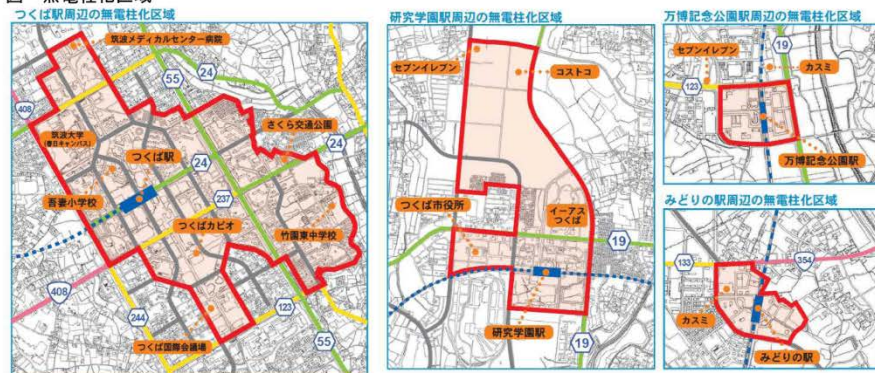 図　無電柱化区域
つくば駅周辺の無電柱化区域
筑波メディカルセンター病院
55
24
408
筑波大学
(春日キャンパス)
つくば駅
さくら交通公園
24
24
吾妻小学校
237
つくばカピオ
竹園東中学校
408
244
123
つくば国際会議場
55
研究学園駅周辺の無電柱化区域
セブンイレブン
コストコ
つくば市役所
イーアス
つくば
19
研究学園駅
19
万博記念公園駅周辺の無電柱化区域
セブンイレブン
19
カスミ
123
万博記念公園駅
みどりの駅周辺の無電柱化区域
133
354
カスミ
みどりの駅